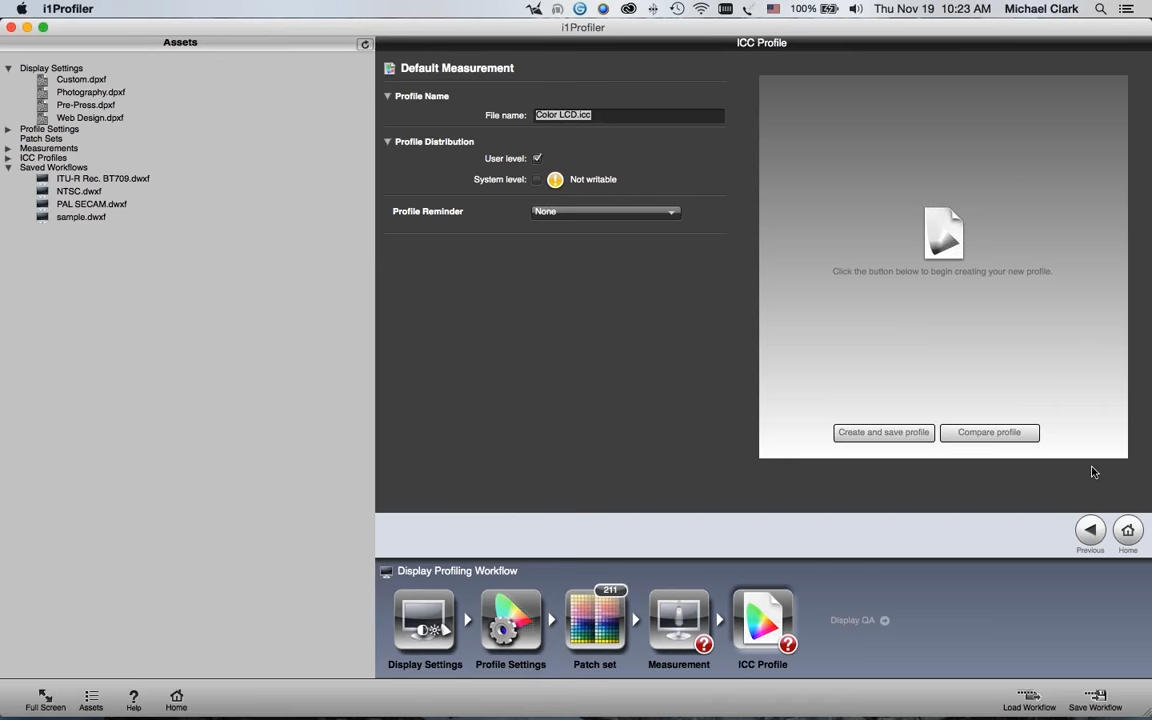 i1Profiler
100%
Thu Nov 19 10:23 AM
Michael Clark
i1Profiler
Assets
Display Settings
Custom.dpxf
Photography.dpxf
Pre-Press.dpxf
Web Design.dpxf
Profile Settings
Patch Sets
Measurements
ICC Profiles
Saved Workflows
ITU-R Rec. BT709.dwxf
NTSC.dwxf
PAL SECAM.dwxf
sample.dwxf
ICC Profile
Default Measurement
Profile Name
File name: Color LCD.icc
Profile Distribution
User level:
System level: Not writable
Profile Reminder None
Click the button below to begin creating your new profile.
Create and save profile Compare profile
Previous Home
Display Profiling Workflow
211
Display Settings Profile Settings Patch set Measurement ICC Profile
Display QA
Full Screen Assets Help Home
Load Workflow Save Workflow